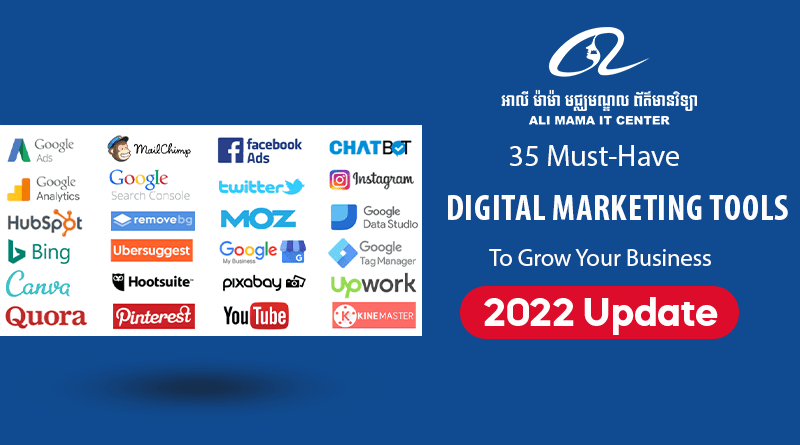 Google Ads
MailChimp
facebook Ads
CHATBOT
Google Analytics
Google Search Console
twitter
Instagram
HubSpot
removebg
MOZ
Google Data Studio
Bing
Ubersuggest
Google My Business
G
Google Tag Manager
Canva
Hootsuite™
pixabay
upwork
Quora
Pinterest
YouTube
K
KINEMASTER
អាលី ម៉ាម៉ា មជ្ឈមណ្ឌល ព័ត៌មានវិទ្យា
ALI MAMA IT CENTER
35 Must-Have
DIGITAL MARKETING TOOLS
To Grow Your Business
2022 Update